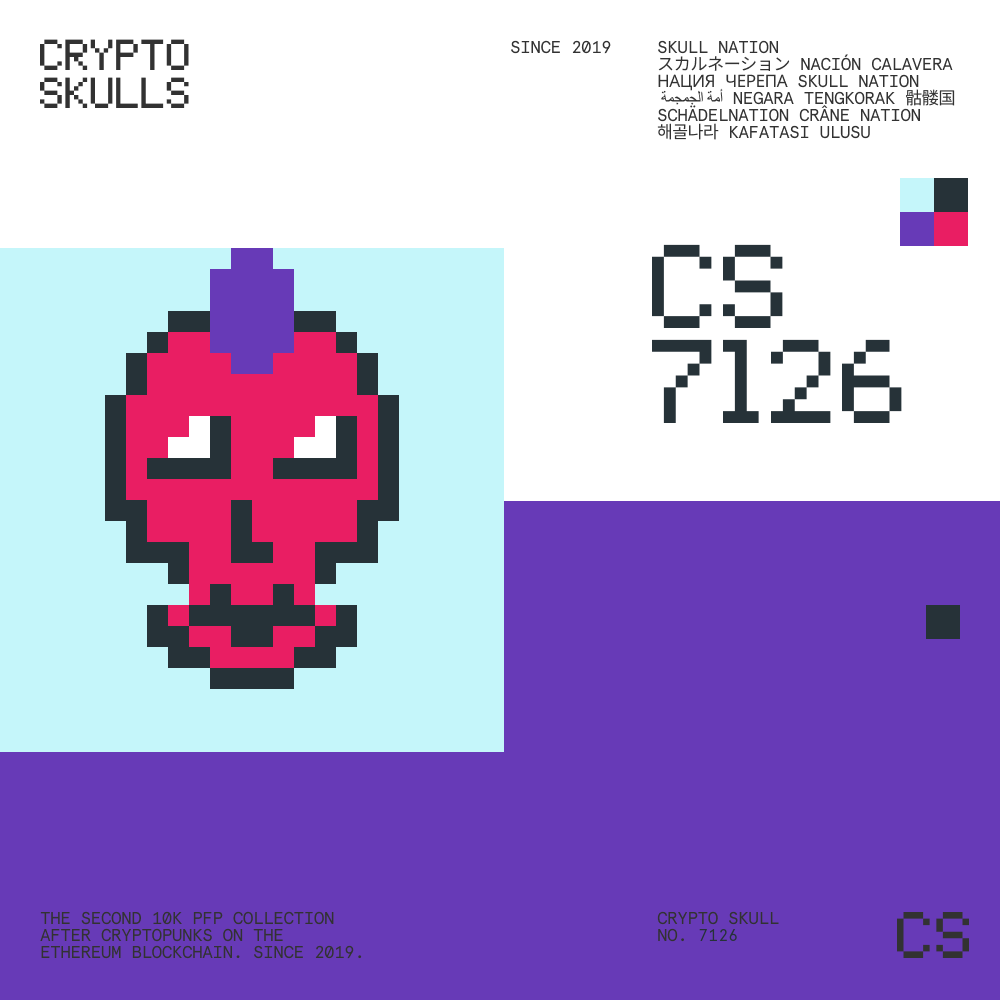 CRYPTO
SKULLS
SINCE 2019
SKULL NATION
スカルネーション NACIÓN CALAVERA
НАЦИЯ ЧЕРЕПА SKULL NATION
أمة الجمجمة NEGARA TENGKORAK 骷髅国
SCHÄDELNATION CRÂNE NATION
해골나라 KAFATASI ULUSU
CS
7126
THE SECOND 10K PFP COLLECTION
AFTER CRYPTOPUNKS ON THE
ETHEREUM BLOCKCHAIN. SINCE 2019.
CRYPTO SKULL
NO. 7126
CS